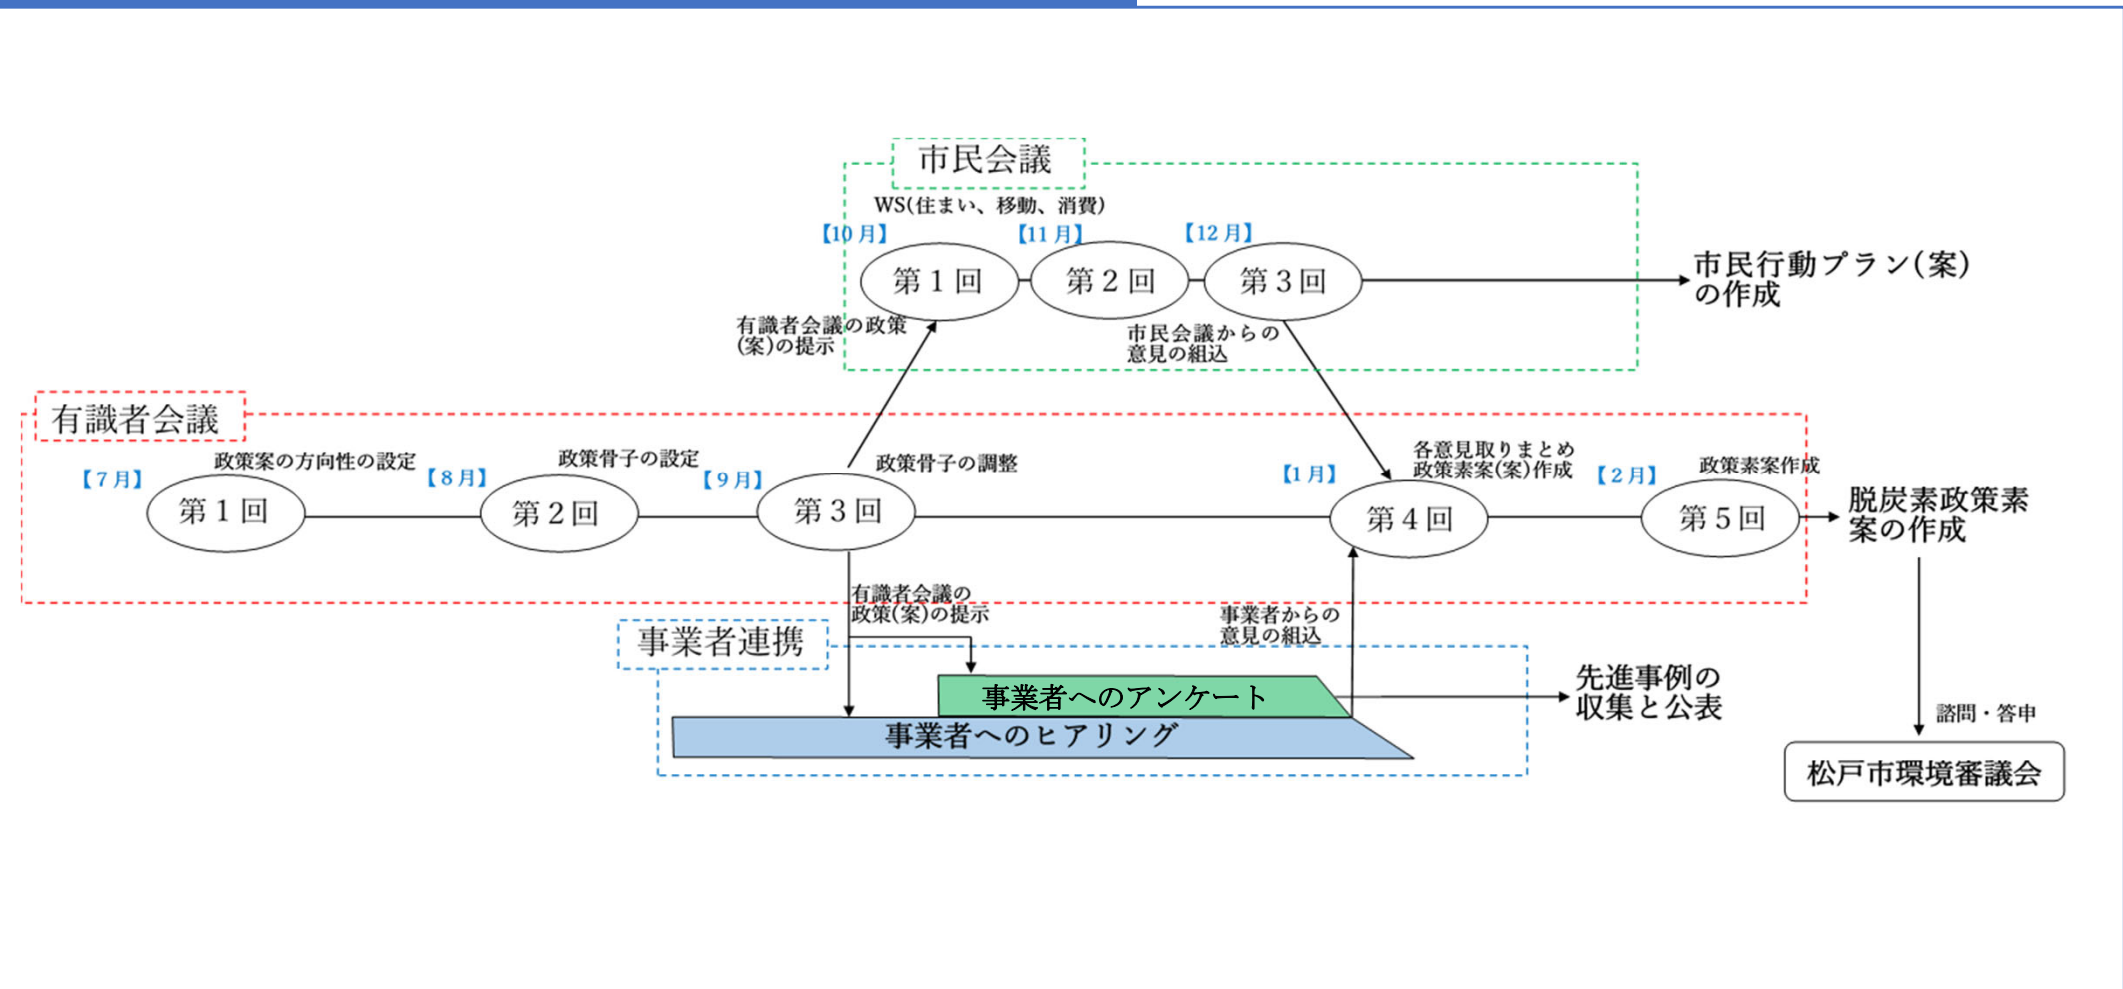 市民会議
WS(住まい、移動、消費)
【10月】
【11月】
【12月】
第1回
第2回
第3回
市民行動プラン(案)
の作成
有識者会議の政策
(案)の提示
市民会議からの
意見の組込
有識者会議
【7月】
政策案の方向性の設定
【8月】
政策骨子の設定
【9月】
政策骨子の調整
【1月】
各意見取りまとめ
政策素案(案)作成
【2月】
政策素案作成
第1回
第2回
第3回
第4回
第5回
脱炭素政策素
案の作成
有識者会議の
政策(案)の提示
事業者からの
意見の組込
事業者連携
事業者へのアンケート
事業者へのヒアリング
先進事例の
収集と公表
諮問・答申
松戸市環境審議会